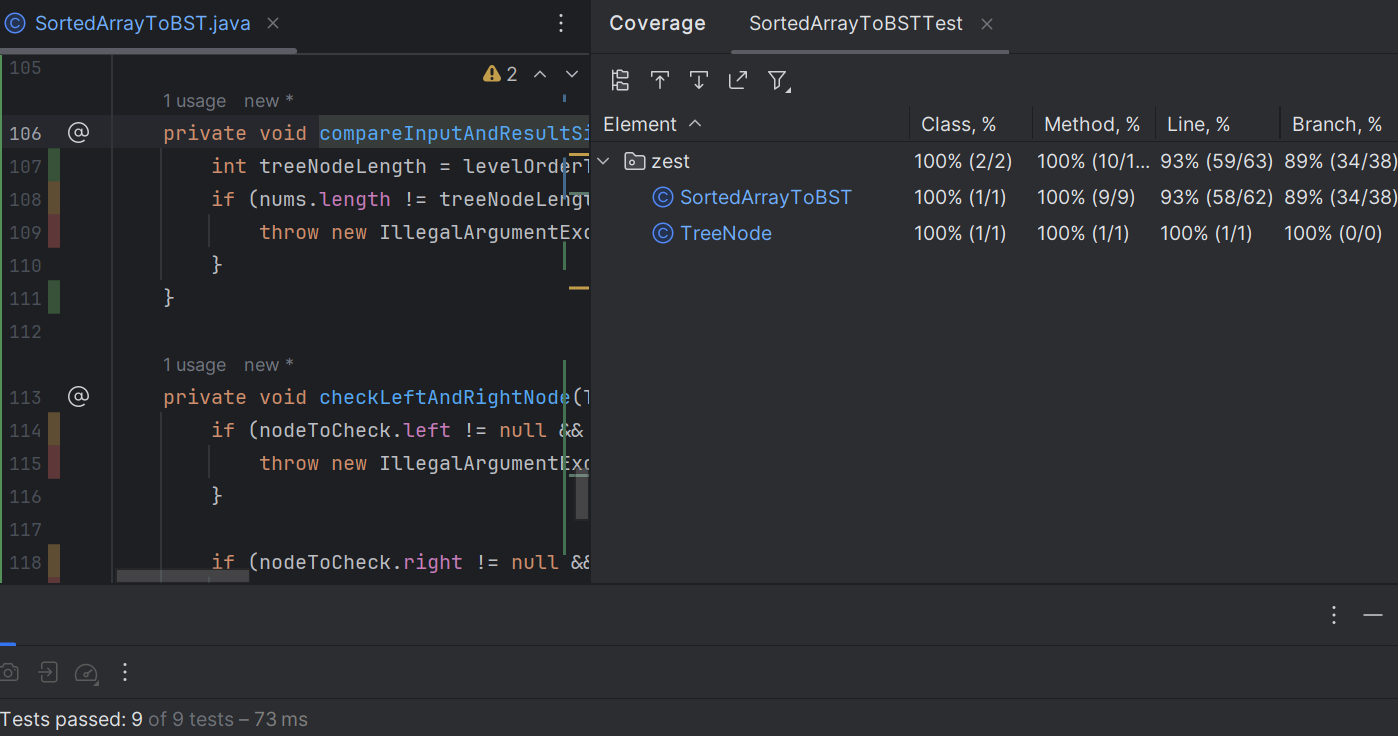 SortedArrayToBST.java
105
2
1 usage new *
106 private void compareInputAndResultSi
107 int treeNodeLength = levelOrderT
108 if (nums.length != treeNodeLengt
109 throw new IllegalArgumentExc
110 }
111 }
112
1 usage new *
113 private void checkLeftAndRightNode(T
114 if (nodeToCheck.left != null &&
115 throw new IllegalArgumentExc
116 }
117
118 if (nodeToCheck.right != null &&
Coverage SortedArrayToBSTTest
Element Class, % Method, % Line, % Branch, %
zest 100% (2/2) 100% (10/1... 93% (59/63) 89% (34/38)
SortedArrayToBST 100% (1/1) 100% (9/9) 93% (58/62) 89% (34/38)
TreeNode 100% (1/1) 100% (1/1) 100% (1/1) 100% (0/0)
Tests passed: 9 of 9 tests – 73 ms